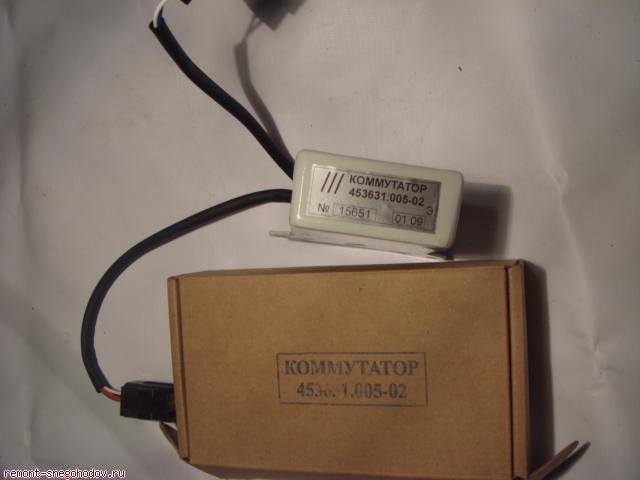 /// КОММУТАТОР
453631.005-02
№ 15651 01 09 Э
КОММУТАТОР
453631.005-02
remont-snegohodov.ru